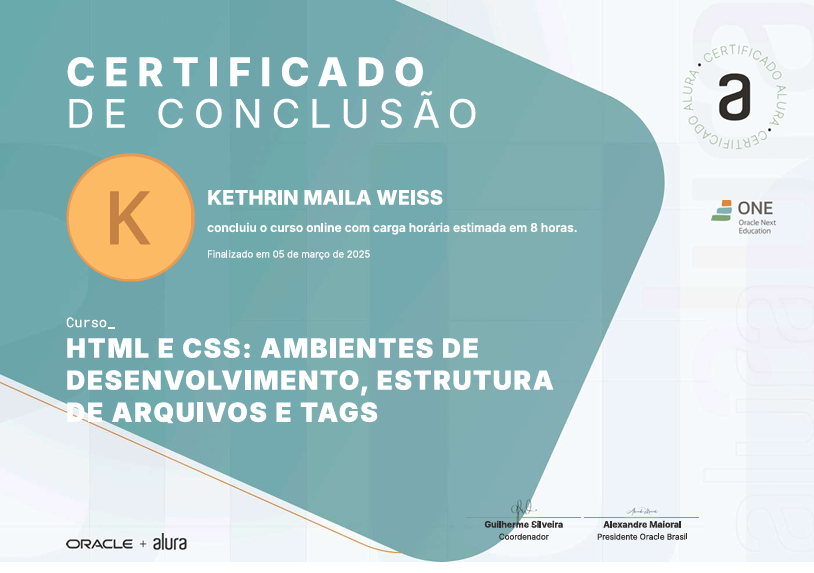 CERTIFICADO
DE CONCLUSÃO
CERTIFICADO ALURA • CERTIFICADO ALURA •
a
K
KETHRIN MAILA WEISS
concluiu o curso online com carga horária estimada em 8 horas.
Finalizado em 05 de março de 2025
ONE
Oracle Next
Education
Curso_
HTML E CSS: AMBIENTES DE
DESENVOLVIMENTO, ESTRUTURA
DE ARQUIVOS E TAGS
Guilherme Silveira
Coordenador
Alexandre Maioral
Presidente Oracle Brasil
ORACLE + alura
alura